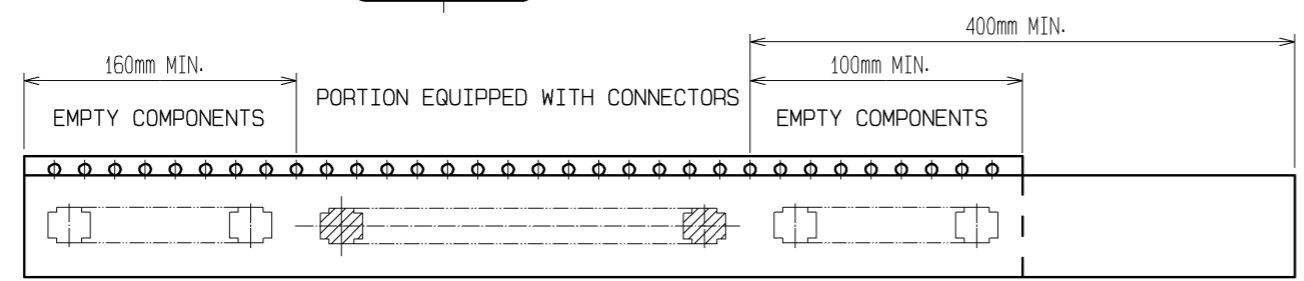 400mm MIN.
160mm MIN.
100mm MIN.
PORTION EQUIPPED WITH CONNECTORS
EMPTY COMPONENTS
EMPTY COMPONENTS